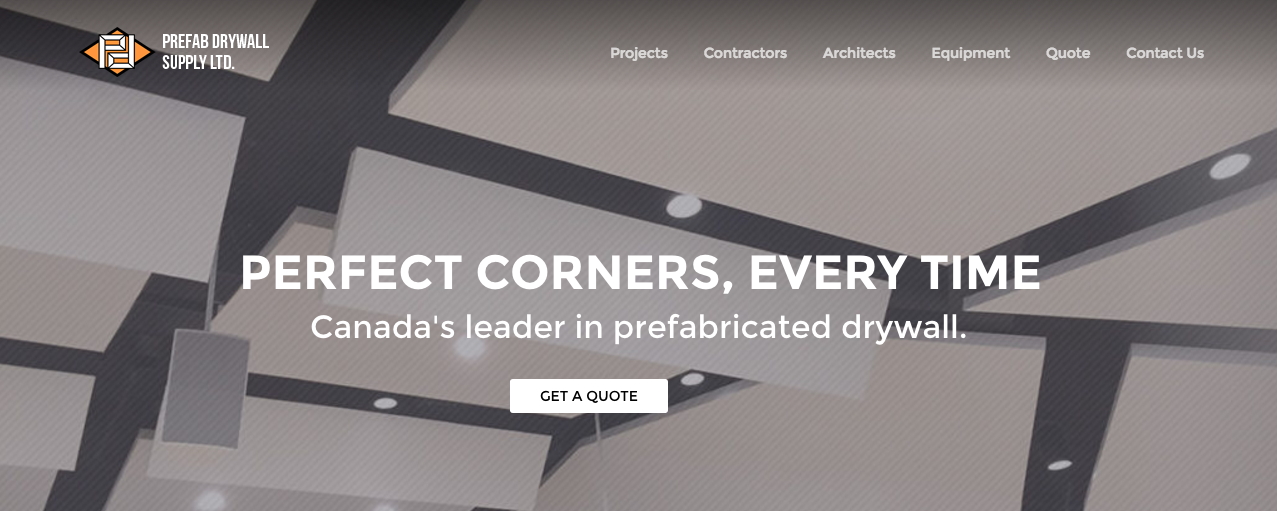 PREFAB DRYWALL
SUPPLY LTD.
Projects Contractors Architects Equipment Quote Contact Us
PERFECT CORNERS, EVERY TIME
Canada's leader in prefabricated drywall.
GET A QUOTE